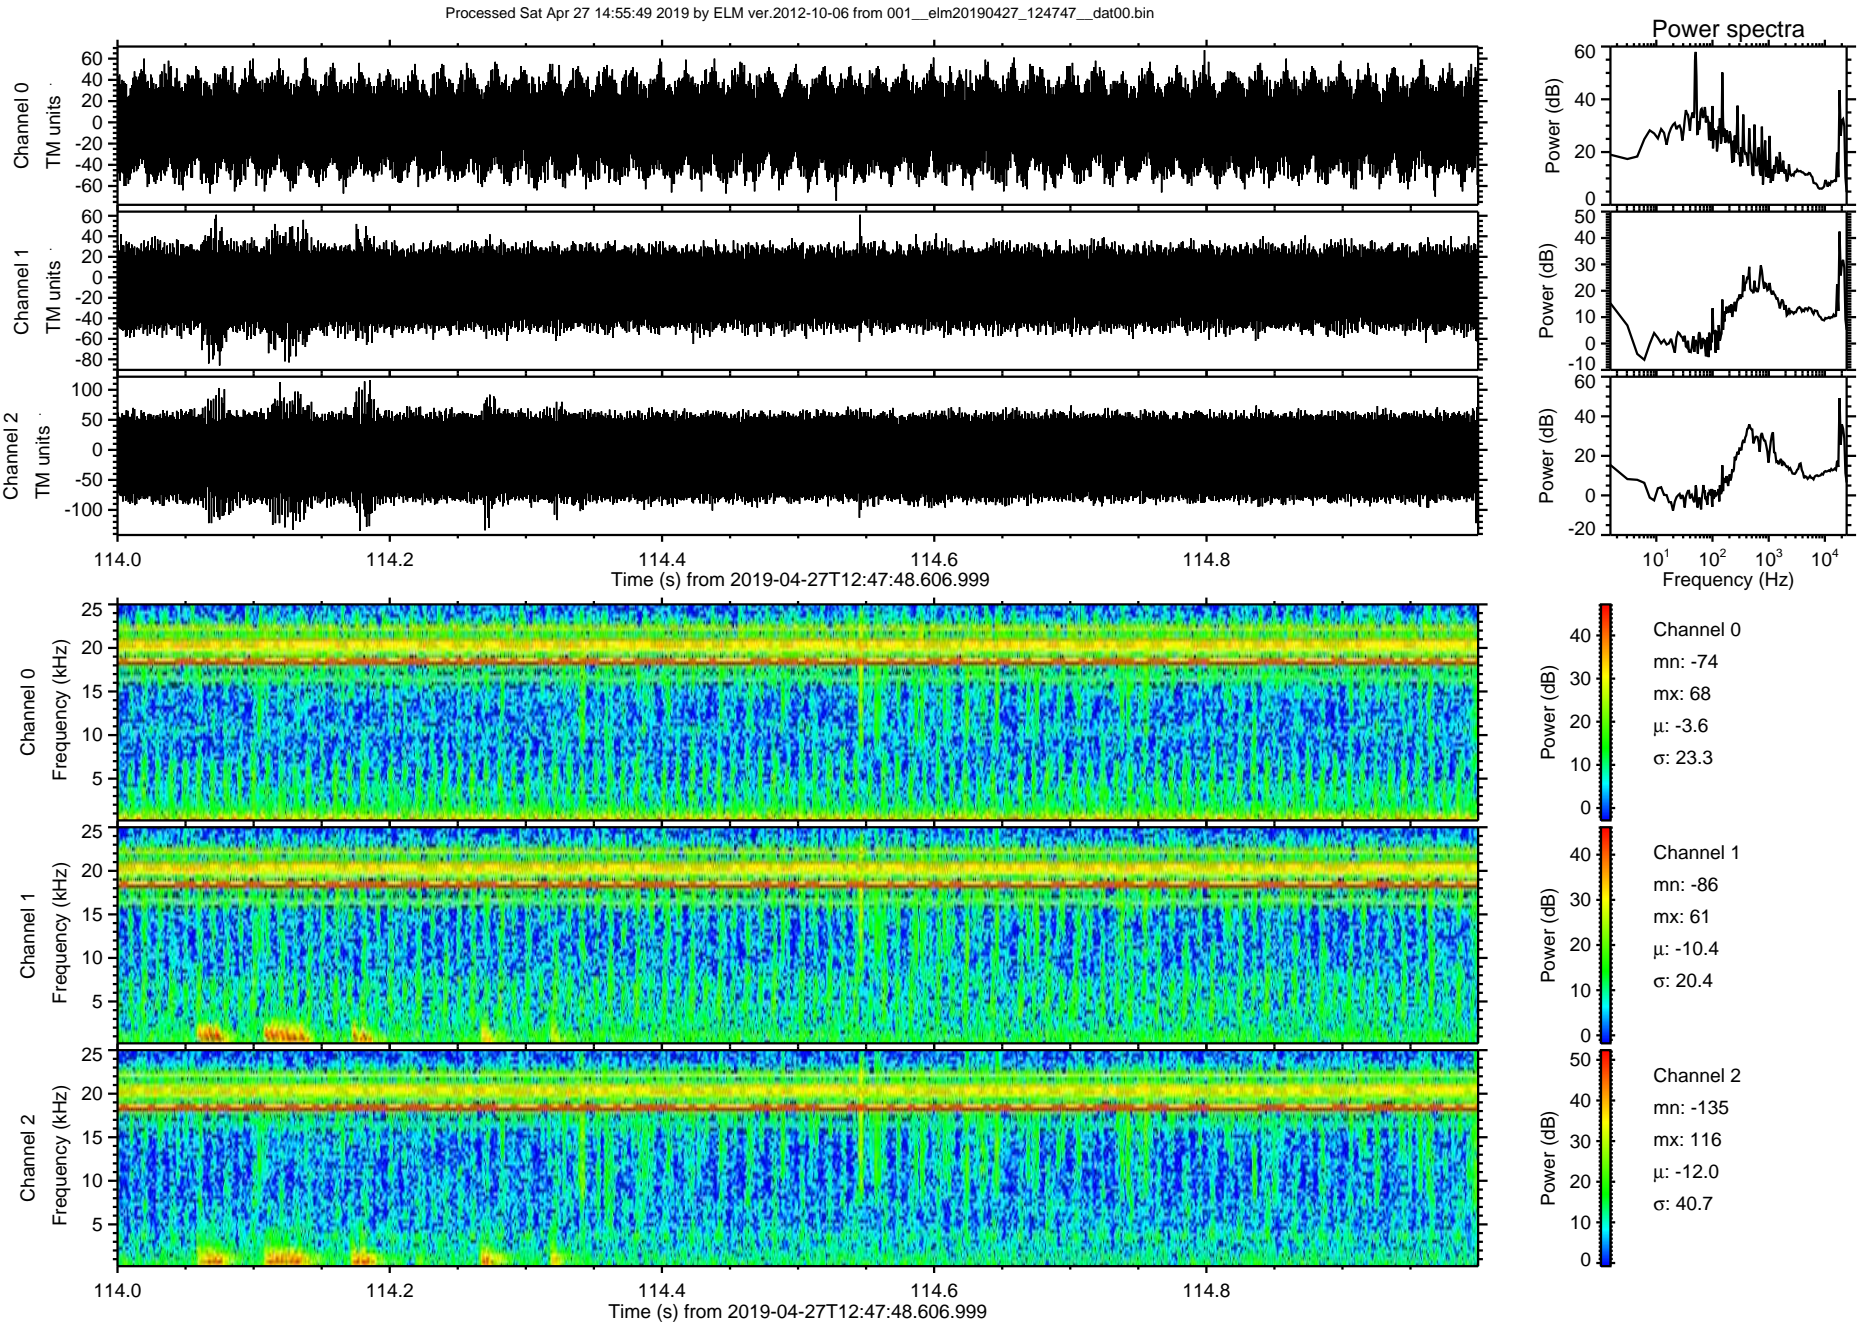 Processed Sat Apr 27 14:55:49 2019 by ELM ver.2012-10-06 from 001__elm20190427_124747__dat00.bin
Power spectra
Channel 0
TM units
60
40
20
0
-20
-40
-60
Power (dB)
60
40
20
0
Channel 1
TM units
60
40
20
0
-20
-40
-60
-80
Power (dB)
50
40
30
20
10
0
-10
Channel 2
TM units
100
50
0
-50
-100
Power (dB)
60
40
20
0
-20
114.0 114.2 114.4 114.6 114.8
Time (s) from 2019-04-27T12:47:48.606.999
10¹ 10² 10³ 10⁴
Frequency (Hz)
Channel 0
Frequency (kHz)
25
20
15
10
5
Power (dB)
40
30
20
10
0
Channel 0
mn: -74
mx: 68
μ: -3.6
σ: 23.3
Channel 1
Frequency (kHz)
25
20
15
10
5
Power (dB)
40
30
20
10
0
Channel 1
mn: -86
mx: 61
μ: -10.4
σ: 20.4
Channel 2
Frequency (kHz)
25
20
15
10
5
Power (dB)
50
40
30
20
10
0
Channel 2
mn: -135
mx: 116
μ: -12.0
σ: 40.7
114.0 114.2 114.4 114.6 114.8
Time (s) from 2019-04-27T12:47:48.606.999